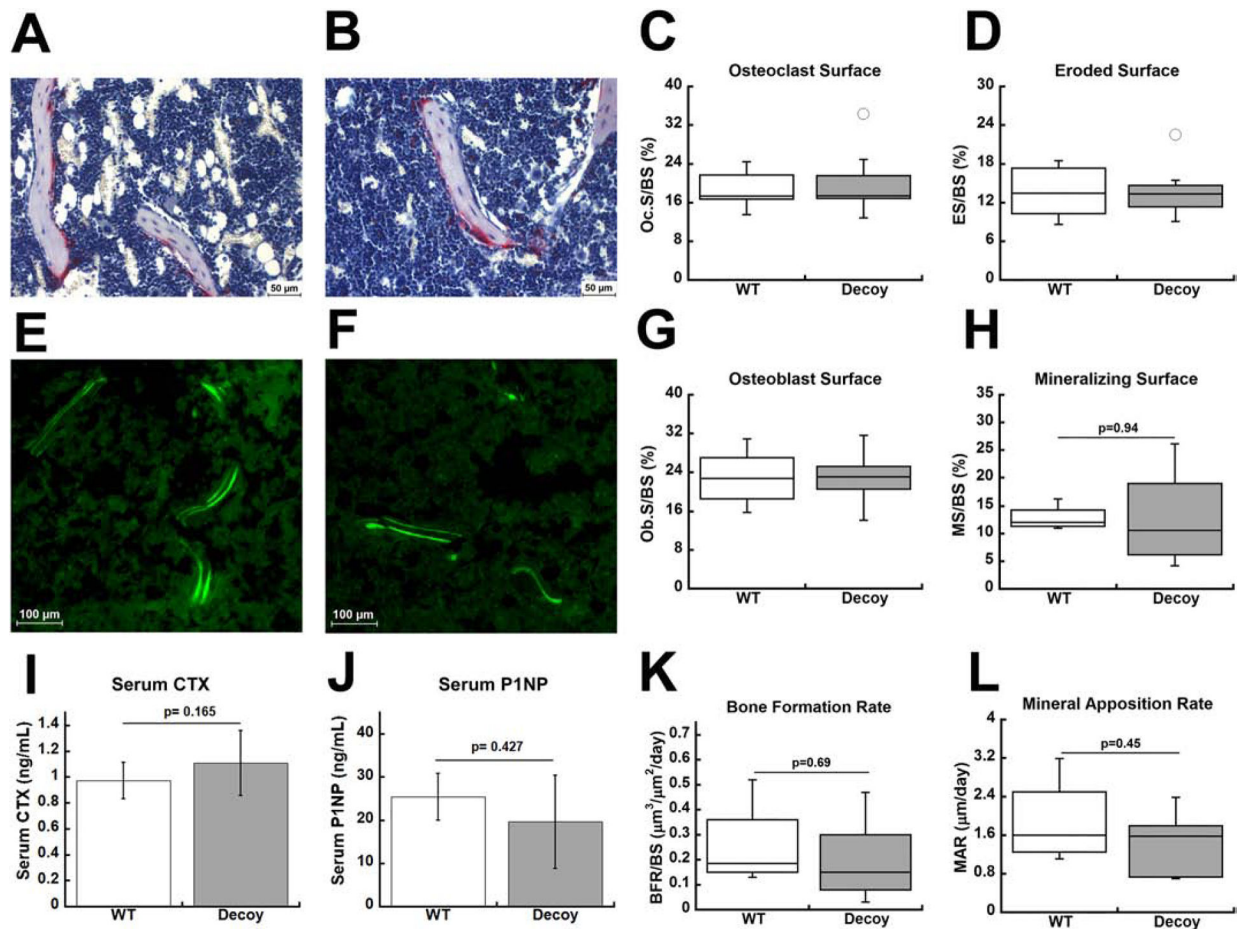 A
B
C
D
Osteoclast Surface
Eroded Surface
Oc.S/BS (%)
40
32
24
16
8
0
WT
Decoy
ES/BS (%)
30
24
18
12
6
0
WT
Decoy
50 µm
50 µm
E
F
G
H
Osteoblast Surface
Mineralizing Surface
Ob.S/BS (%)
40
32
24
16
8
0
WT
Decoy
MS/BS (%)
35
30
25
20
15
10
5
0
p=0.94
WT
Decoy
100 µm
100 µm
I
J
K
L
Serum CTX
Serum P1NP
Bone Formation Rate
Mineral Apposition Rate
Serum CTX (ng/mL)
1.4
1.2
1
0.8
0.6
0.4
0.2
0
p= 0.165
WT
Decoy
Serum P1NP (ng/mL)
40
30
20
10
0
p= 0.427
WT
Decoy
BFR/BS (µm³/µm²/day)
0.7
0.6
0.5
0.4
0.3
0.2
0.1
0
p=0.69
WT
Decoy
MAR (µm/day)
4
3.2
2.4
1.6
0.8
0
p=0.45
WT
Decoy